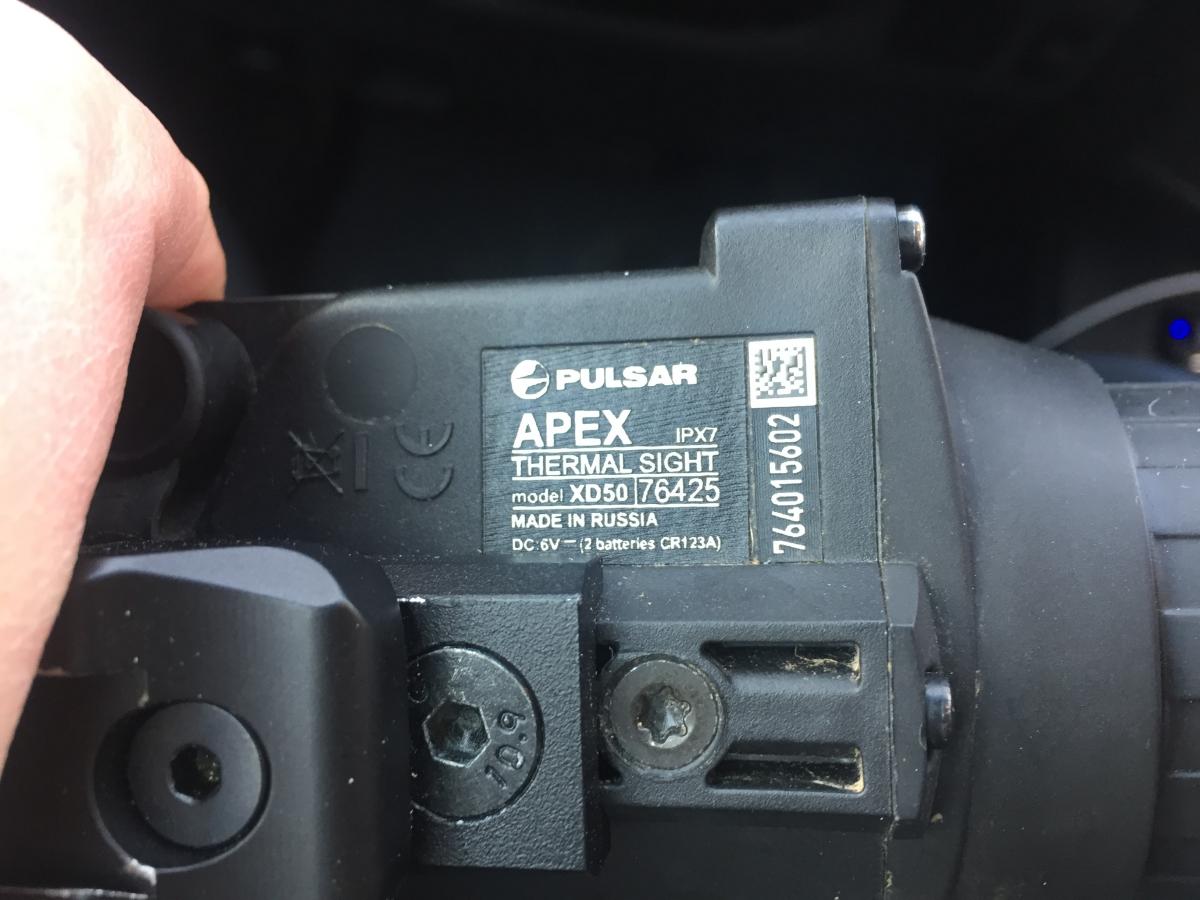 PULSAR
APEX IPX7
THERMAL SIGHT
model XD50 76425
MADE IN RUSSIA
DC 6V ⎓ (2 batteries CR123A)
764015602
CE
10.9